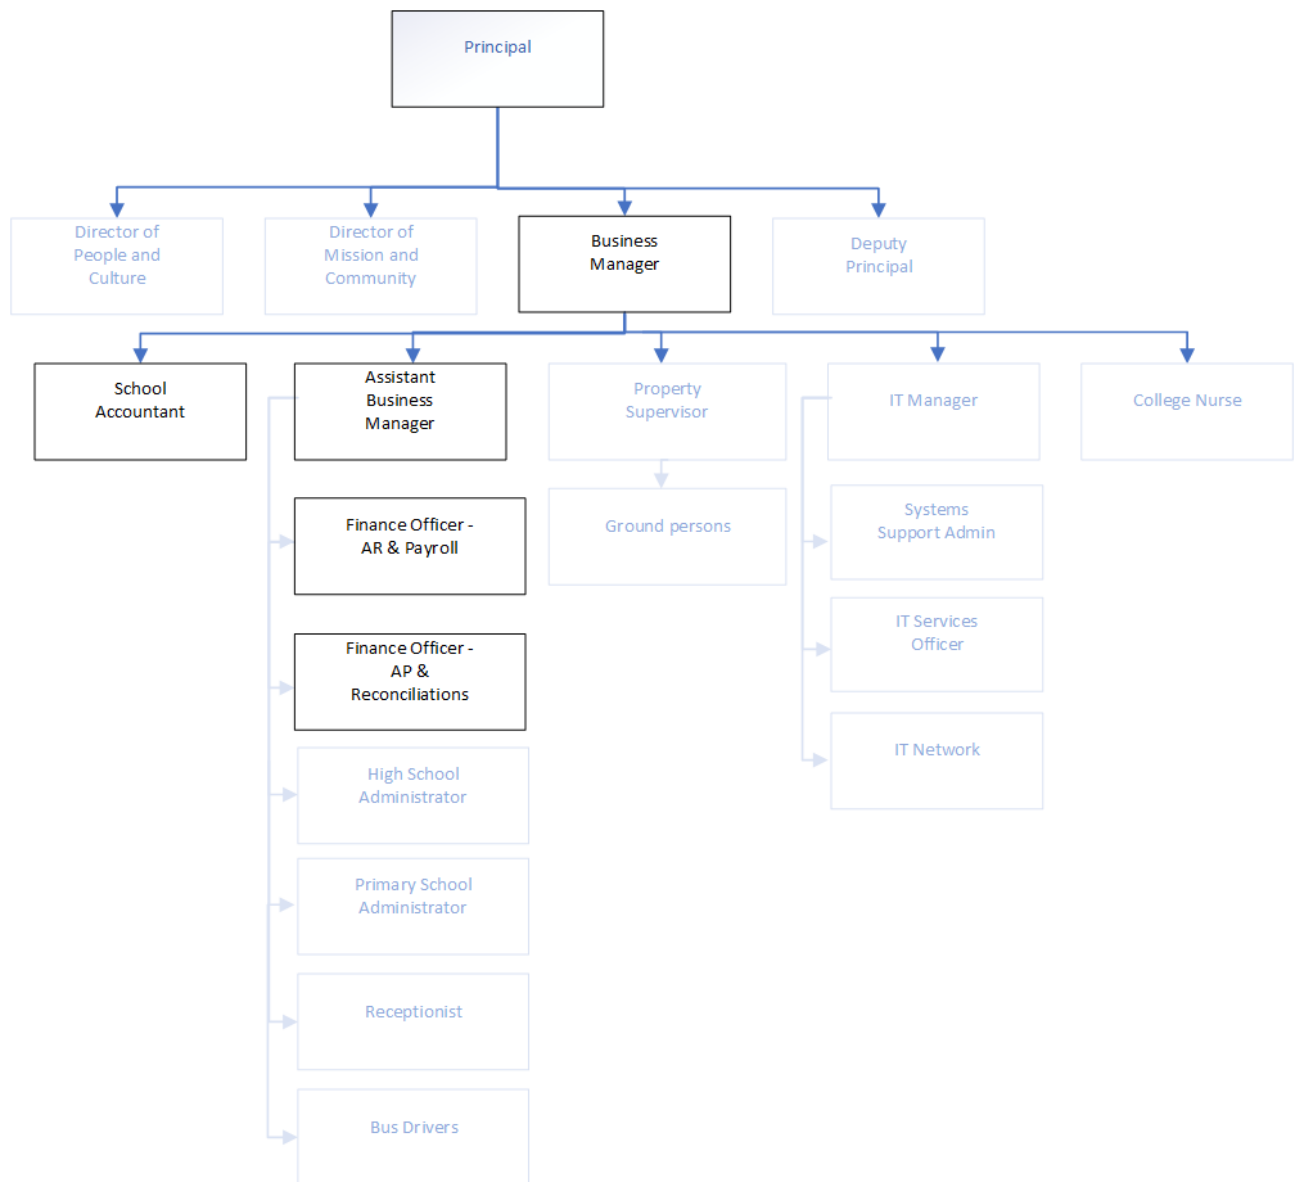 Principal
Director of
People and
Culture
Director of
Mission and
Community
Business
Manager
Deputy
Principal
School
Accountant
Assistant
Business
Manager
Property
Supervisor
IT Manager
College Nurse
Finance Officer -
AR & Payroll
Ground persons
Systems
Support Admin
Finance Officer -
AP &
Reconciliations
IT Services
Officer
High School
Administrator
IT Network
Primary School
Administrator
Receptionist
Bus Drivers